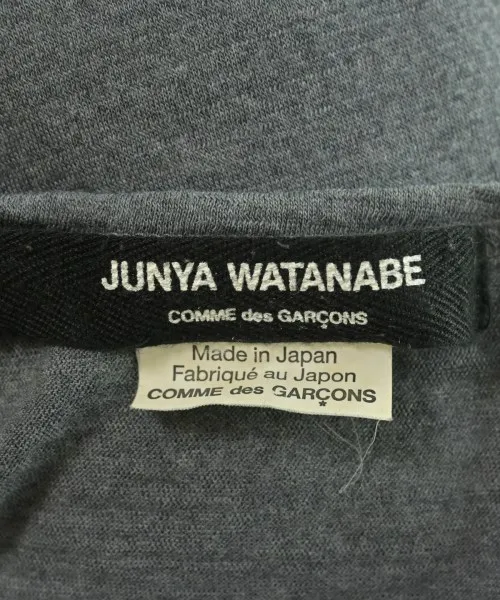 JUNYA WATANABE
COMME des GARÇONS
Made in Japan
Fabriqué au Japon
COMME des GARÇONS